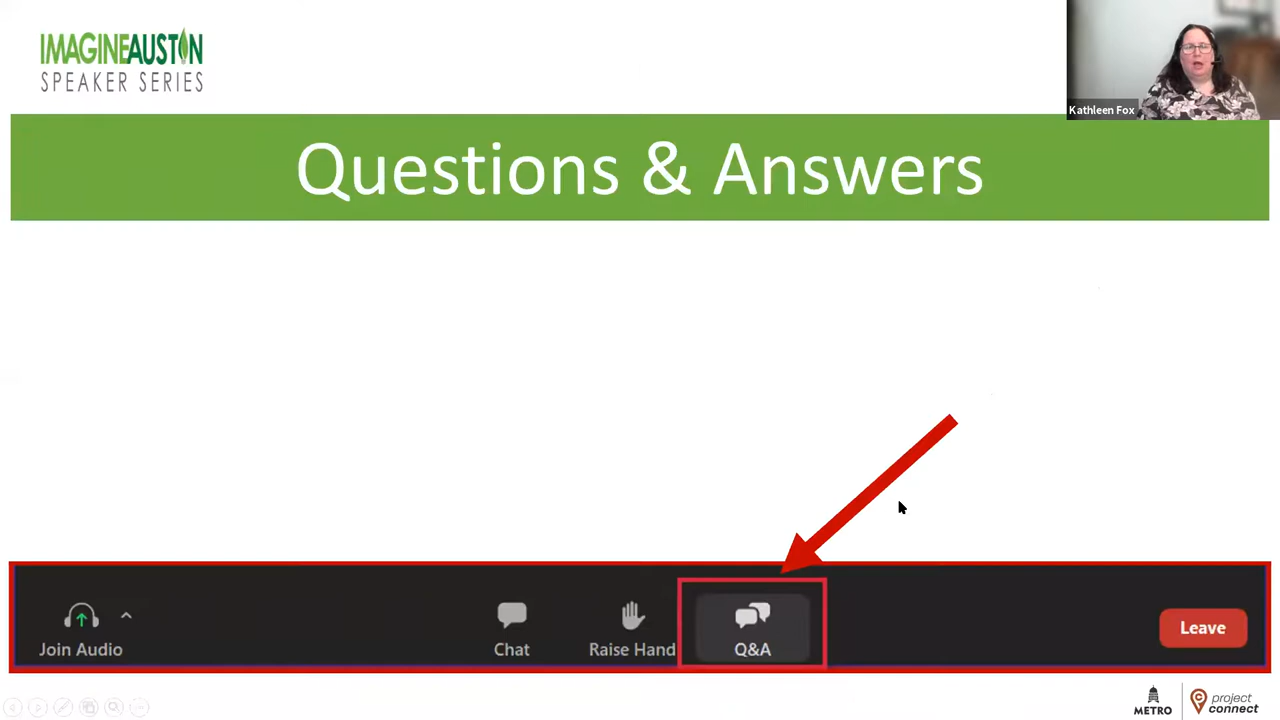 IMAGINEAUSTIN
SPEAKER SERIES
Kathleen Fox
Questions & Answers
Join Audio
Chat
Raise Hand
Q&A
Leave
METRO
project
connect